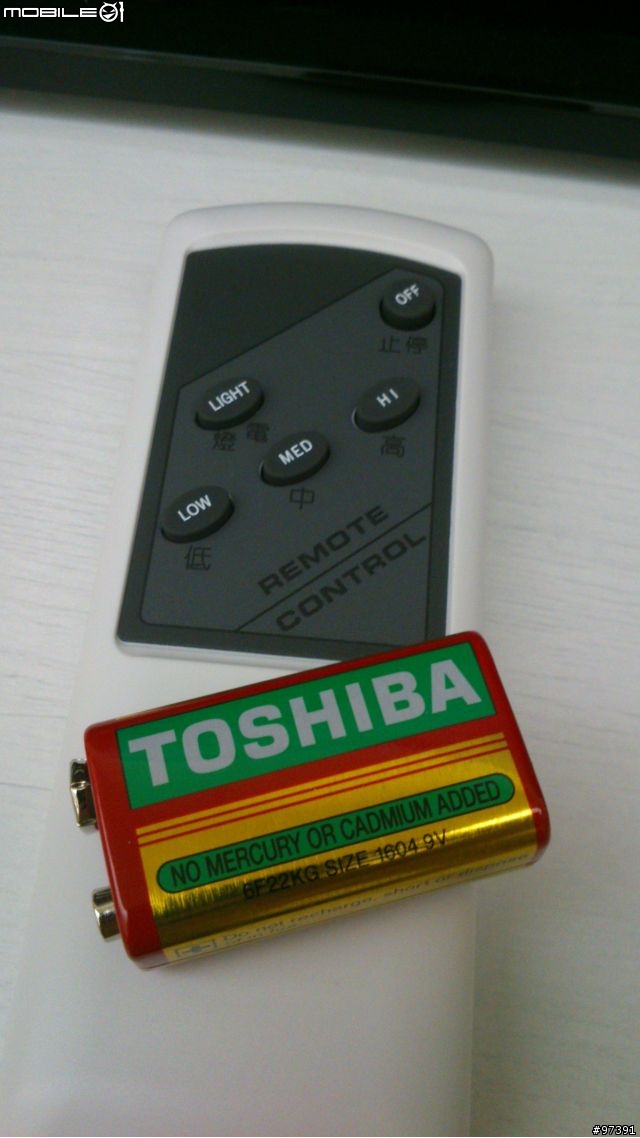 MOBILE01
OFF
止停
LIGHT
燈電
HI
高
MED
中
LOW
低
REMOTE
CONTROL
TOSHIBA
NO MERCURY OR CADMIUM ADDED
6F22KG SIZE 1604 9V
Do not recharge, short or dispose
#97391